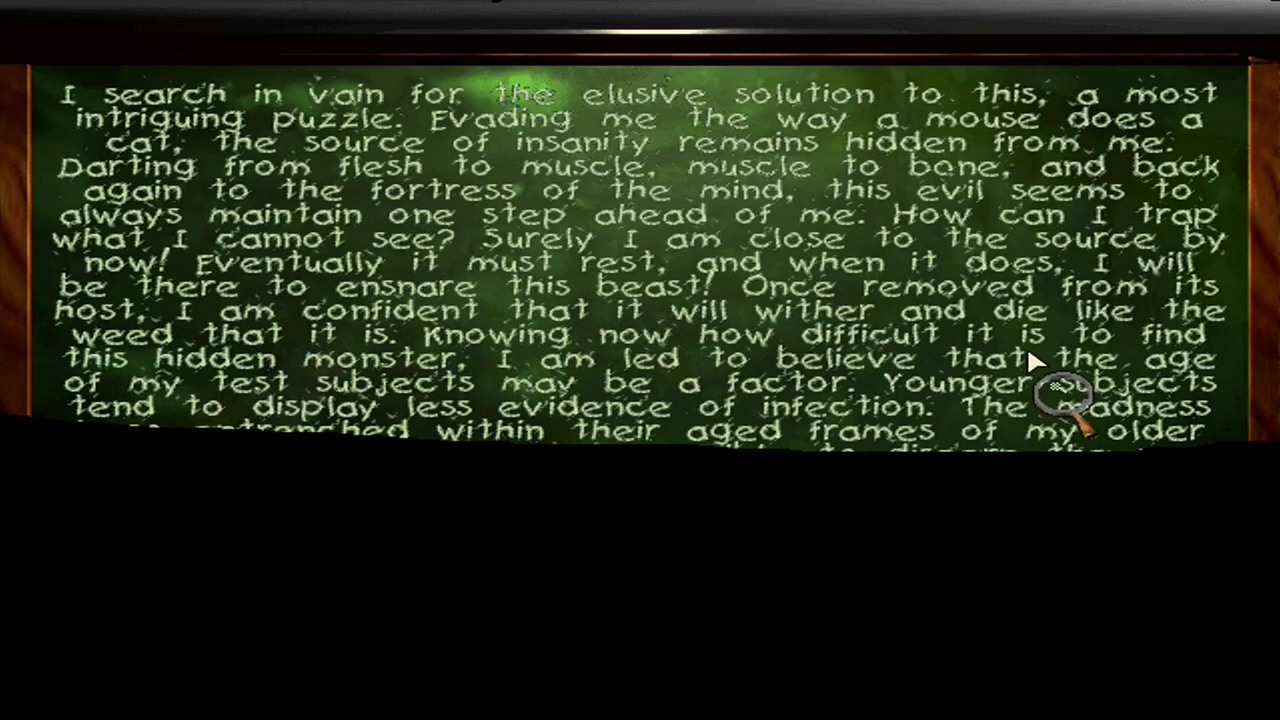 I search in vain for the elusive solution to this, a most
intriguing puzzle. Evading me the way a mouse does a
cat, the source of insanity remains hidden from me.
Darting from flesh to muscle, muscle to bone, and back
again to the fortress of the mind, this evil seems to
always maintain one step ahead of me. How can I trap
what I cannot see? Surely I am close to the source by
now! Eventually it must rest, and when it does, I will
be there to ensnare this beast! Once removed from its
host, I am confident that it will wither and die like the
weed that it is. Knowing now how difficult it is to find
this hidden monster, I am led to believe that the age
of my test subjects may be a factor. Younger subjects
tend to display less evidence of infection. The madness
entrenched within their aged frames of my older
to discern the